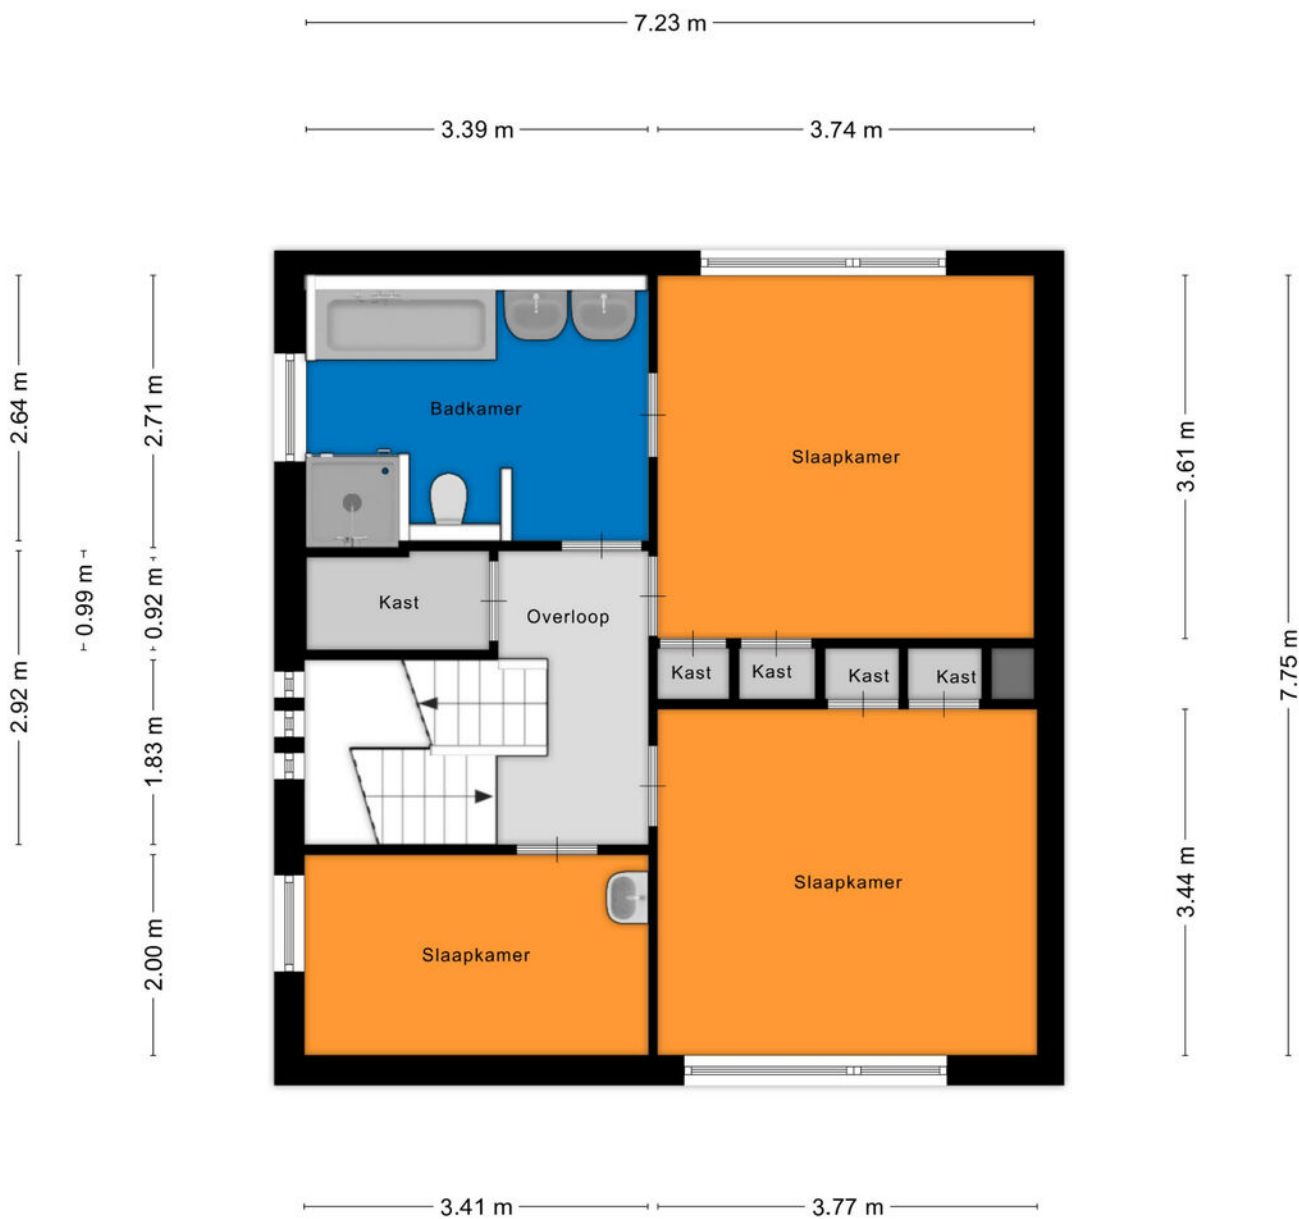 7.23 m
3.39 m
3.74 m
2.64 m
2.71 m
Badkamer
Slaapkamer
3.61 m
0.99 m
0.92 m
Kast
Overloop
Kast
Kast
Kast
Kast
2.92 m
1.83 m
7.75 m
Slaapkamer
3.44 m
2.00 m
Slaapkamer
3.41 m
3.77 m